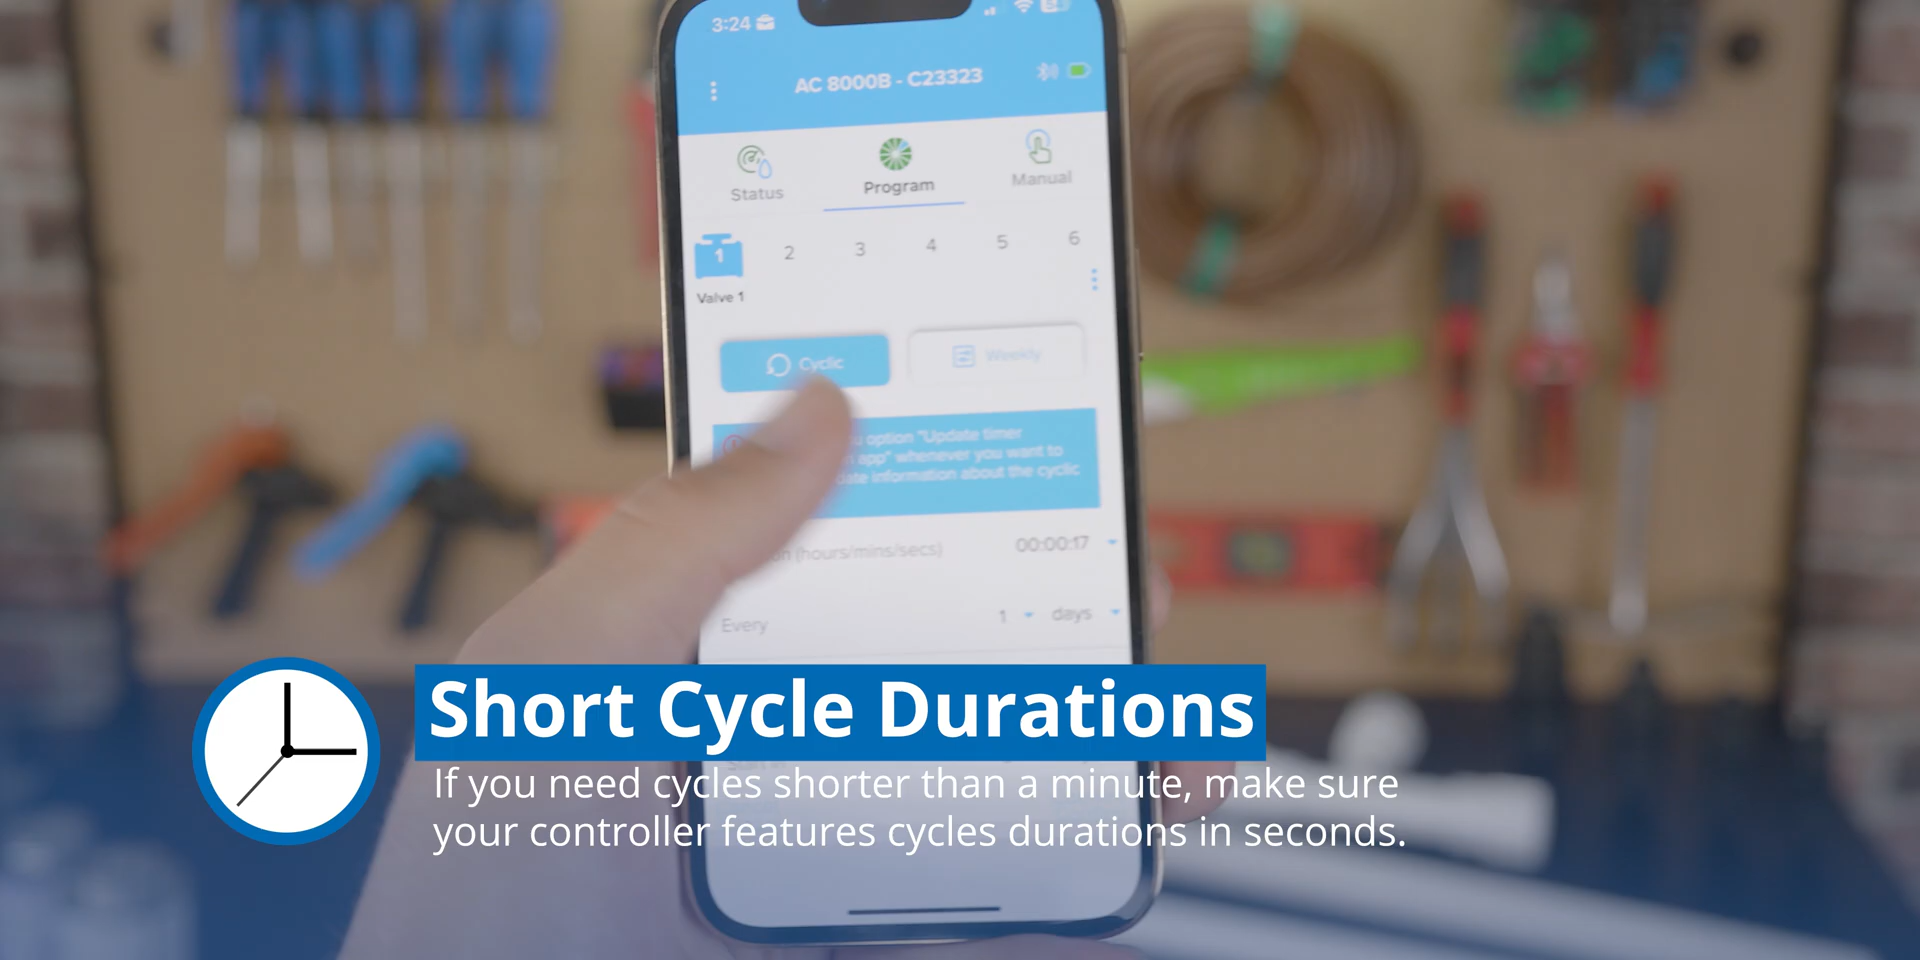 3:24
AC 8000B - C23323
Status
Program
Manual
1 2 3 4 5 6
Valve 1
Cyclic
Weekly
option "Update timer
app" whenever you want to
information about the cyclic
(hours/mins/secs) 00:00:17
Every 1 days
Short Cycle Durations
If you need cycles shorter than a minute, make sure
your controller features cycles durations in seconds.